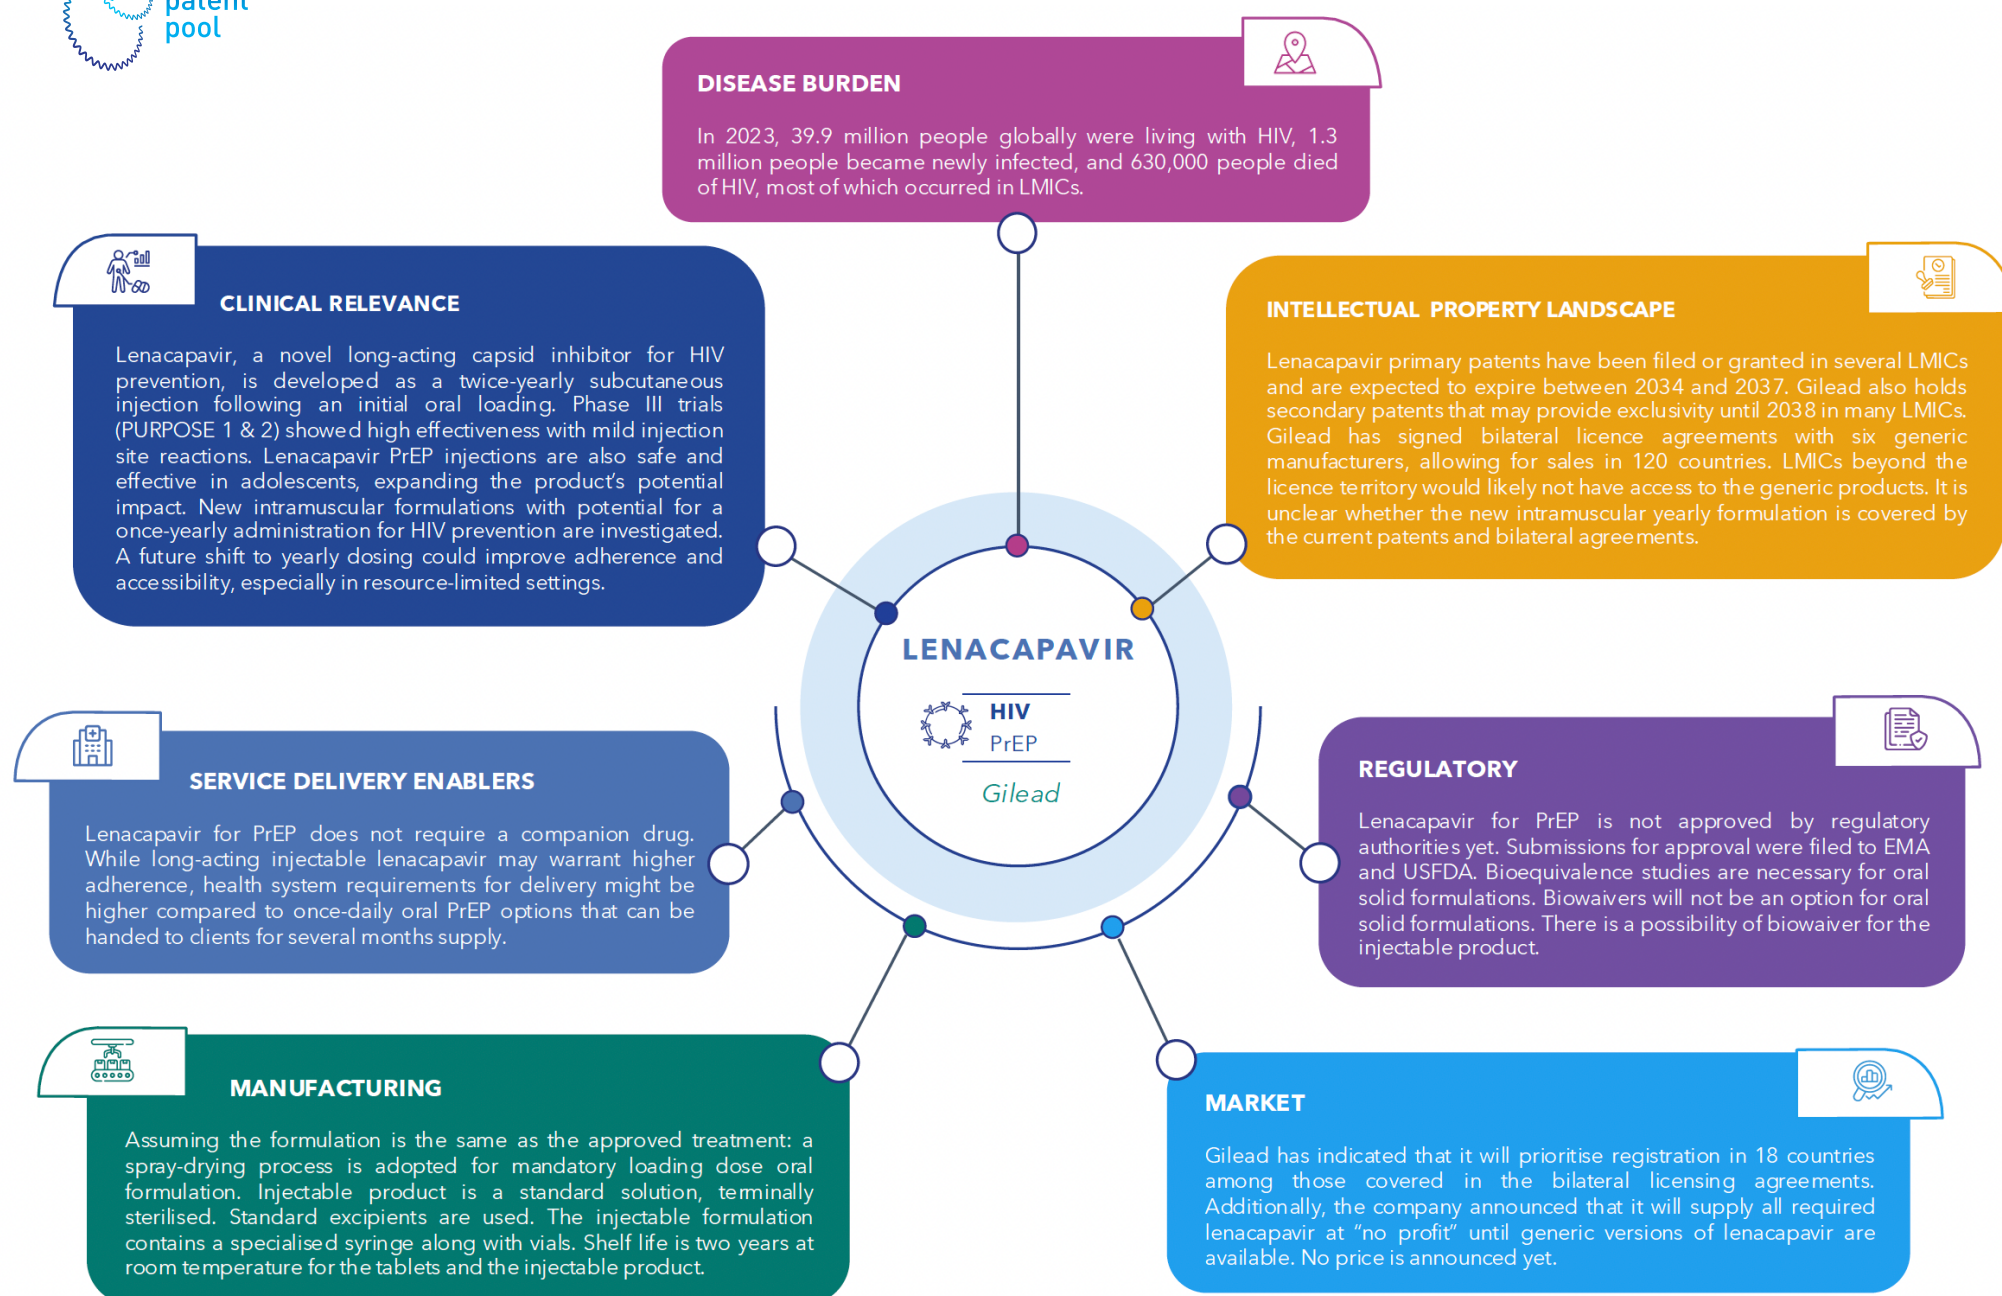 patent
pool
DISEASE BURDEN
In 2023, 39.9 million people globally were living with HIV, 1.3
million people became newly infected, and 630,000 people died
of HIV, most of which occurred in LMICs.
CLINICAL RELEVANCE
Lenacapavir, a novel long-acting capsid inhibitor for HIV
prevention, is developed as a twice-yearly subcutaneous
injection following an initial oral loading. Phase III trials
(PURPOSE 1 & 2) showed high effectiveness with mild injection
site reactions. Lenacapavir PrEP injections are also safe and
effective in adolescents, expanding the product's potential
impact. New intramuscular formulations with potential for a
once-yearly administration for HIV prevention are investigated.
A future shift to yearly dosing could improve adherence and
accessibility, especially in resource-limited settings.
INTELLECTUAL PROPERTY LANDSCAPE
Lenacapavir primary patents have been filed or granted in several LMICs
and are expected to expire between 2034 and 2037. Gilead also holds
secondary patents that may provide exclusivity until 2038 in many LMICs.
Gilead has signed bilateral licence agreements with six generic
manufacturers, allowing for sales in 120 countries. LMICs beyond the
licence territory would likely not have access to the generic products. It is
unclear whether the new intramuscular yearly formulation is covered by
the current patents and bilateral agreements.
LENACAPAVIR
HIV
PrEP
Gilead
SERVICE DELIVERY ENABLERS
Lenacapavir for PrEP does not require a companion drug.
While long-acting injectable lenacapavir may warrant higher
adherence, health system requirements for delivery might be
higher compared to once-daily oral PrEP options that can be
handed to clients for several months supply.
REGULATORY
Lenacapavir for PrEP is not approved by regulatory
authorities yet. Submissions for approval were filed to EMA
and USFDA. Bioequivalence studies are necessary for oral
solid formulations. Biowaivers will not be an option for oral
solid formulations. There is a possibility of biowaiver for the
injectable product.
MANUFACTURING
Assuming the formulation is the same as the approved treatment: a
spray-drying process is adopted for mandatory loading dose oral
formulation. Injectable product is a standard solution, terminally
sterilised. Standard excipients are used. The injectable formulation
contains a specialised syringe along with vials. Shelf life is two years at
room temperature for the tablets and the injectable product.
MARKET
Gilead has indicated that it will prioritise registration in 18 countries
among those covered in the bilateral licensing agreements.
Additionally, the company announced that it will supply all required
lenacapavir at "no profit" until generic versions of lenacapavir are
available. No price is announced yet.